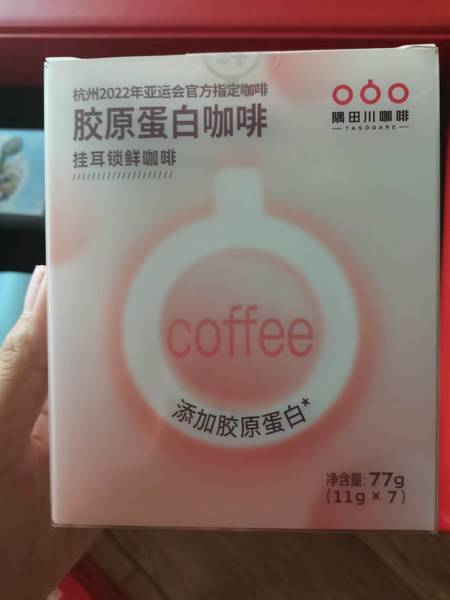 杭州2022年亚运会官方指定咖啡
胶原蛋白咖啡
挂耳锁鲜咖啡
隅田川咖啡
TASOGARE
coffee
添加胶原蛋白*
净含量: 77g
(11g × 7)